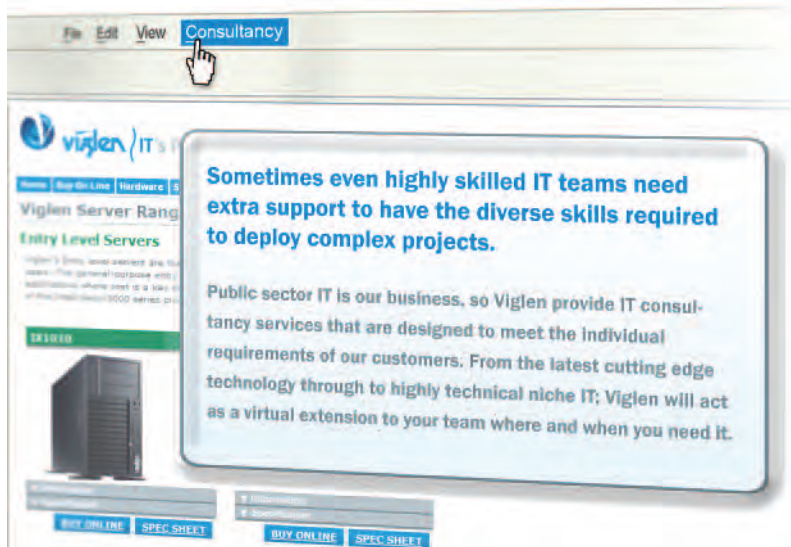 File Edit View Consultancy
viglen IT's
Home Buy On Line Hardware S
Viglen Server Rang
Entry Level Servers
Sometimes even highly skilled IT teams need
extra support to have the diverse skills required
to deploy complex projects.
Public sector IT is our business, so Viglen provide IT consul-
tancy services that are designed to meet the individual
requirements of our customers. From the latest cutting edge
technology through to highly technical niche IT; Viglen will act
as a virtual extension to your team where and when you need it.
IX1010
BUY ONLINE SPEC SHEET
BUY ONLINE SPEC SHEET